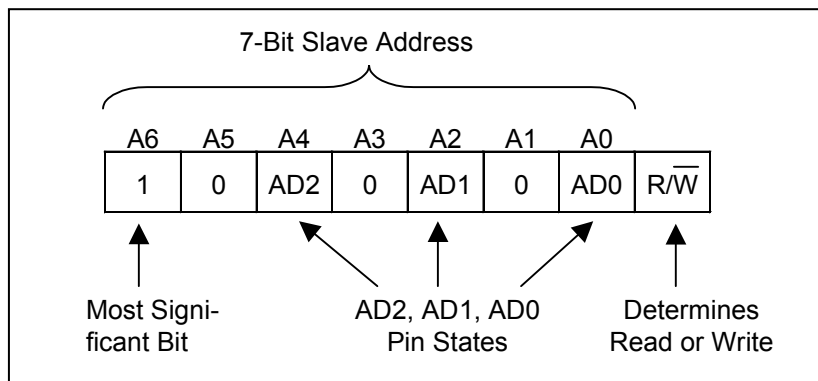 7-Bit Slave Address
A6 A5 A4 A3 A2 A1 A0
1 0 AD2 0 AD1 0 AD0 R/W̅
Most Signi-
ficant Bit
AD2, AD1, AD0
Pin States
Determines
Read or Write